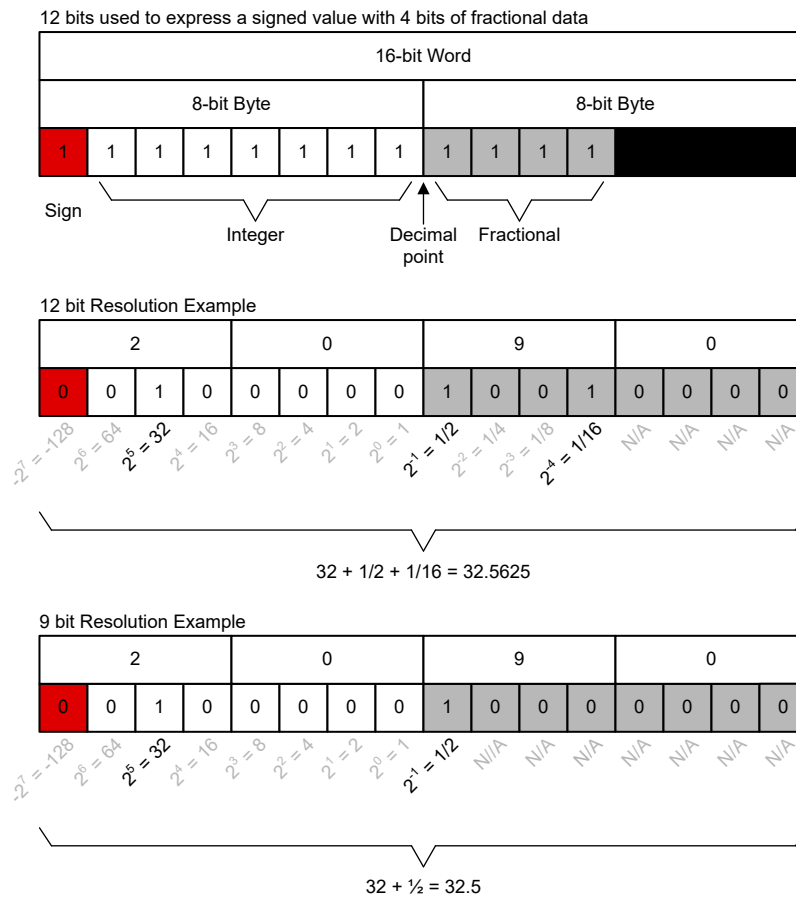 12 bits used to express a signed value with 4 bits of fractional data
16-bit Word
8-bit Byte 8-bit Byte
1 1 1 1 1 1 1 1 1 1 1 1
Sign
Integer Decimal Fractional
point
12 bit Resolution Example
2 0 9 0
0 0 1 0 0 0 0 0 1 0 0 1 0 0 0 0
-2⁷ = -128 2⁶ = 64 2⁵ = 32 2⁴ = 16 2³ = 8 2² = 4 2¹ = 2 2⁰ = 1 2⁻¹ = 1/2 2⁻² = 1/4 2⁻³ = 1/8 2⁻⁴ = 1/16 N/A N/A N/A N/A
32 + 1/2 + 1/16 = 32.5625
9 bit Resolution Example
2 0 9 0
0 0 1 0 0 0 0 0 1 0 0 0 0 0 0 0
-2⁷ = -128 2⁶ = 64 2⁵ = 32 2⁴ = 16 2³ = 8 2² = 4 2¹ = 2 2⁰ = 1 2⁻¹ = 1/2 N//A N/A N/A N/A N/A N/A N/A
32 + ½ = 32.5